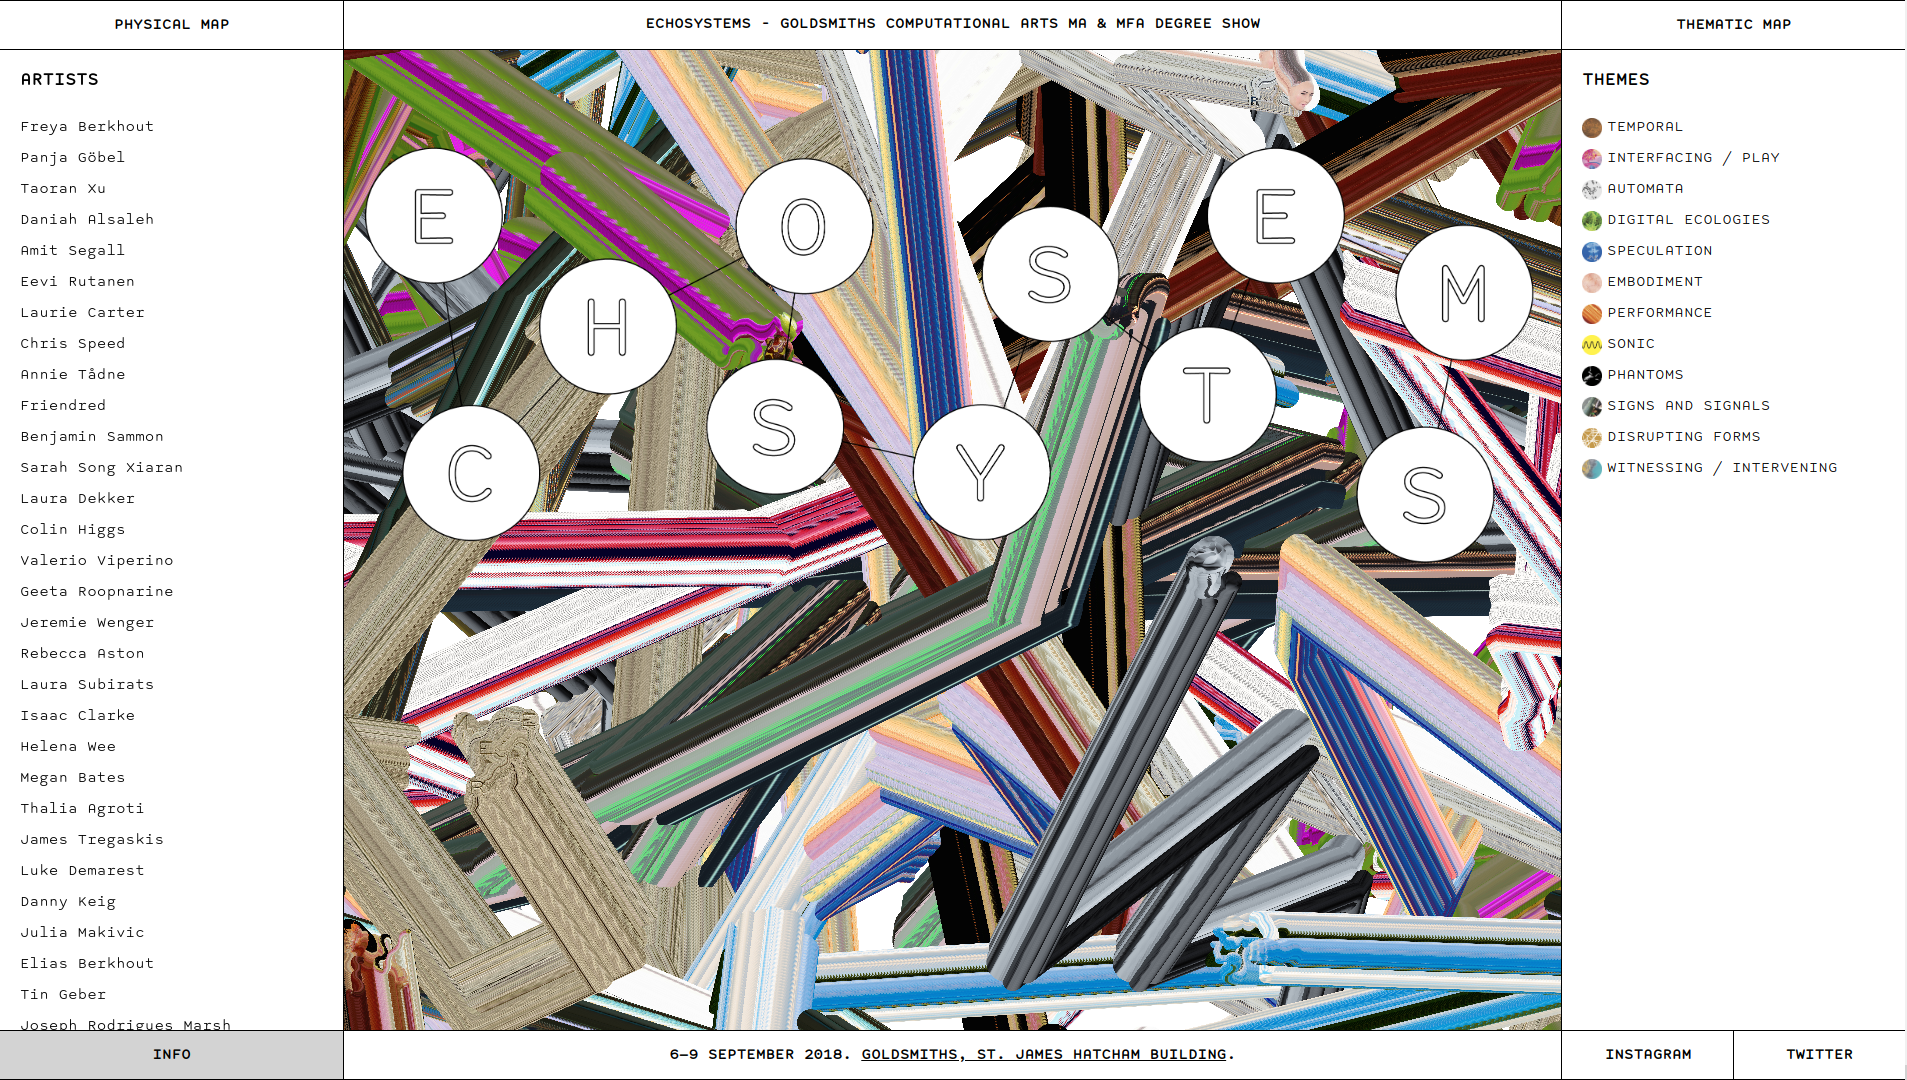 PHYSICAL MAP
ECHOSYSTEMS - GOLDSMITHS COMPUTATIONAL ARTS MA & MFA DEGREE SHOW
THEMATIC MAP
ARTISTS
Freya Berkhout
Panja Göbel
Taoran Xu
Daniah Alsaleh
Amit Segall
Eevi Rutanen
Laurie Carter
Chris Speed
Annie Tådne
Friendred
Benjamin Sammon
Sarah Song Xiaran
Laura Dekker
Colin Higgs
Valerio Viperino
Geeta Roopnarine
Jeremie Wenger
Rebecca Aston
Laura Subirats
Isaac Clarke
Helena Wee
Megan Bates
Thalia Agroti
James Tregaskis
Luke Demarest
Danny Keig
Julia Makivic
Elias Berkhout
Tin Geber
Joseph Rodrigues Marsh
E C H O S Y S T E M S
THEMES
TEMPORAL
INTERFACING / PLAY
AUTOMATA
DIGITAL ECOLOGIES
SPECULATION
EMBODIMENT
PERFORMANCE
SONIC
PHANTOMS
SIGNS AND SIGNALS
DISRUPTING FORMS
WITNESSING / INTERVENING
INFO
6–9 SEPTEMBER 2018. GOLDSMITHS, ST. JAMES HATCHAM BUILDING.
INSTAGRAM
TWITTER